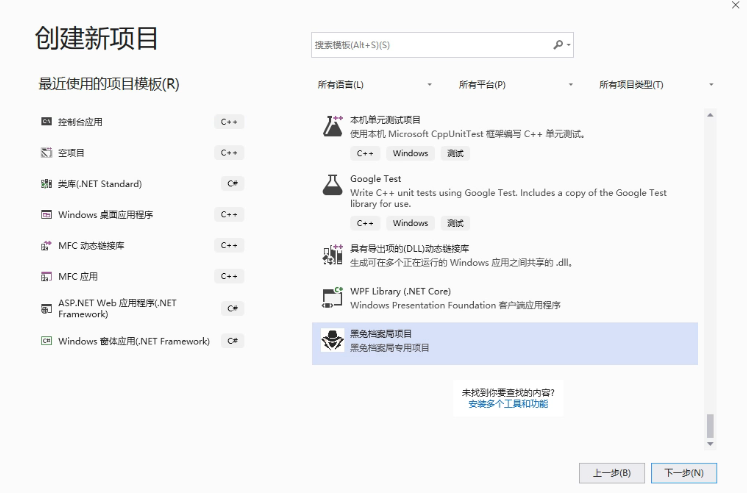 创建新项目
搜索模板(Alt+S)(S)
最近使用的项目模板(R)
所有语言(L)
所有平台(P)
所有项目类型(T)
控制台应用
C++
空项目
C++
类库(.NET Standard)
C#
Windows 桌面应用程序
C++
MFC 动态链接库
C++
MFC 应用
C++
ASP.NET Web 应用程序(.NET
Framework)
C#
Windows 窗体应用(.NET Framework)
C#
本机单元测试项目
使用本机 Microsoft CppUnitTest 框架编写 C++ 单元测试。
C++ Windows 测试
Google Test
Write C++ unit tests using Google Test. Includes a copy of the Google Test
library for use.
C++ Windows 测试
具有导出项的(DLL)动态链接库
生成可在多个正在运行的 Windows 应用之间共享的 .dll。
WPF Library (.NET Core)
Windows Presentation Foundation 客户端应用程序
黑兔档案局项目
黑兔档案局专用项目
未找到你要查找的内容?
安装多个工具和功能
上一步(B)
下一步(N)